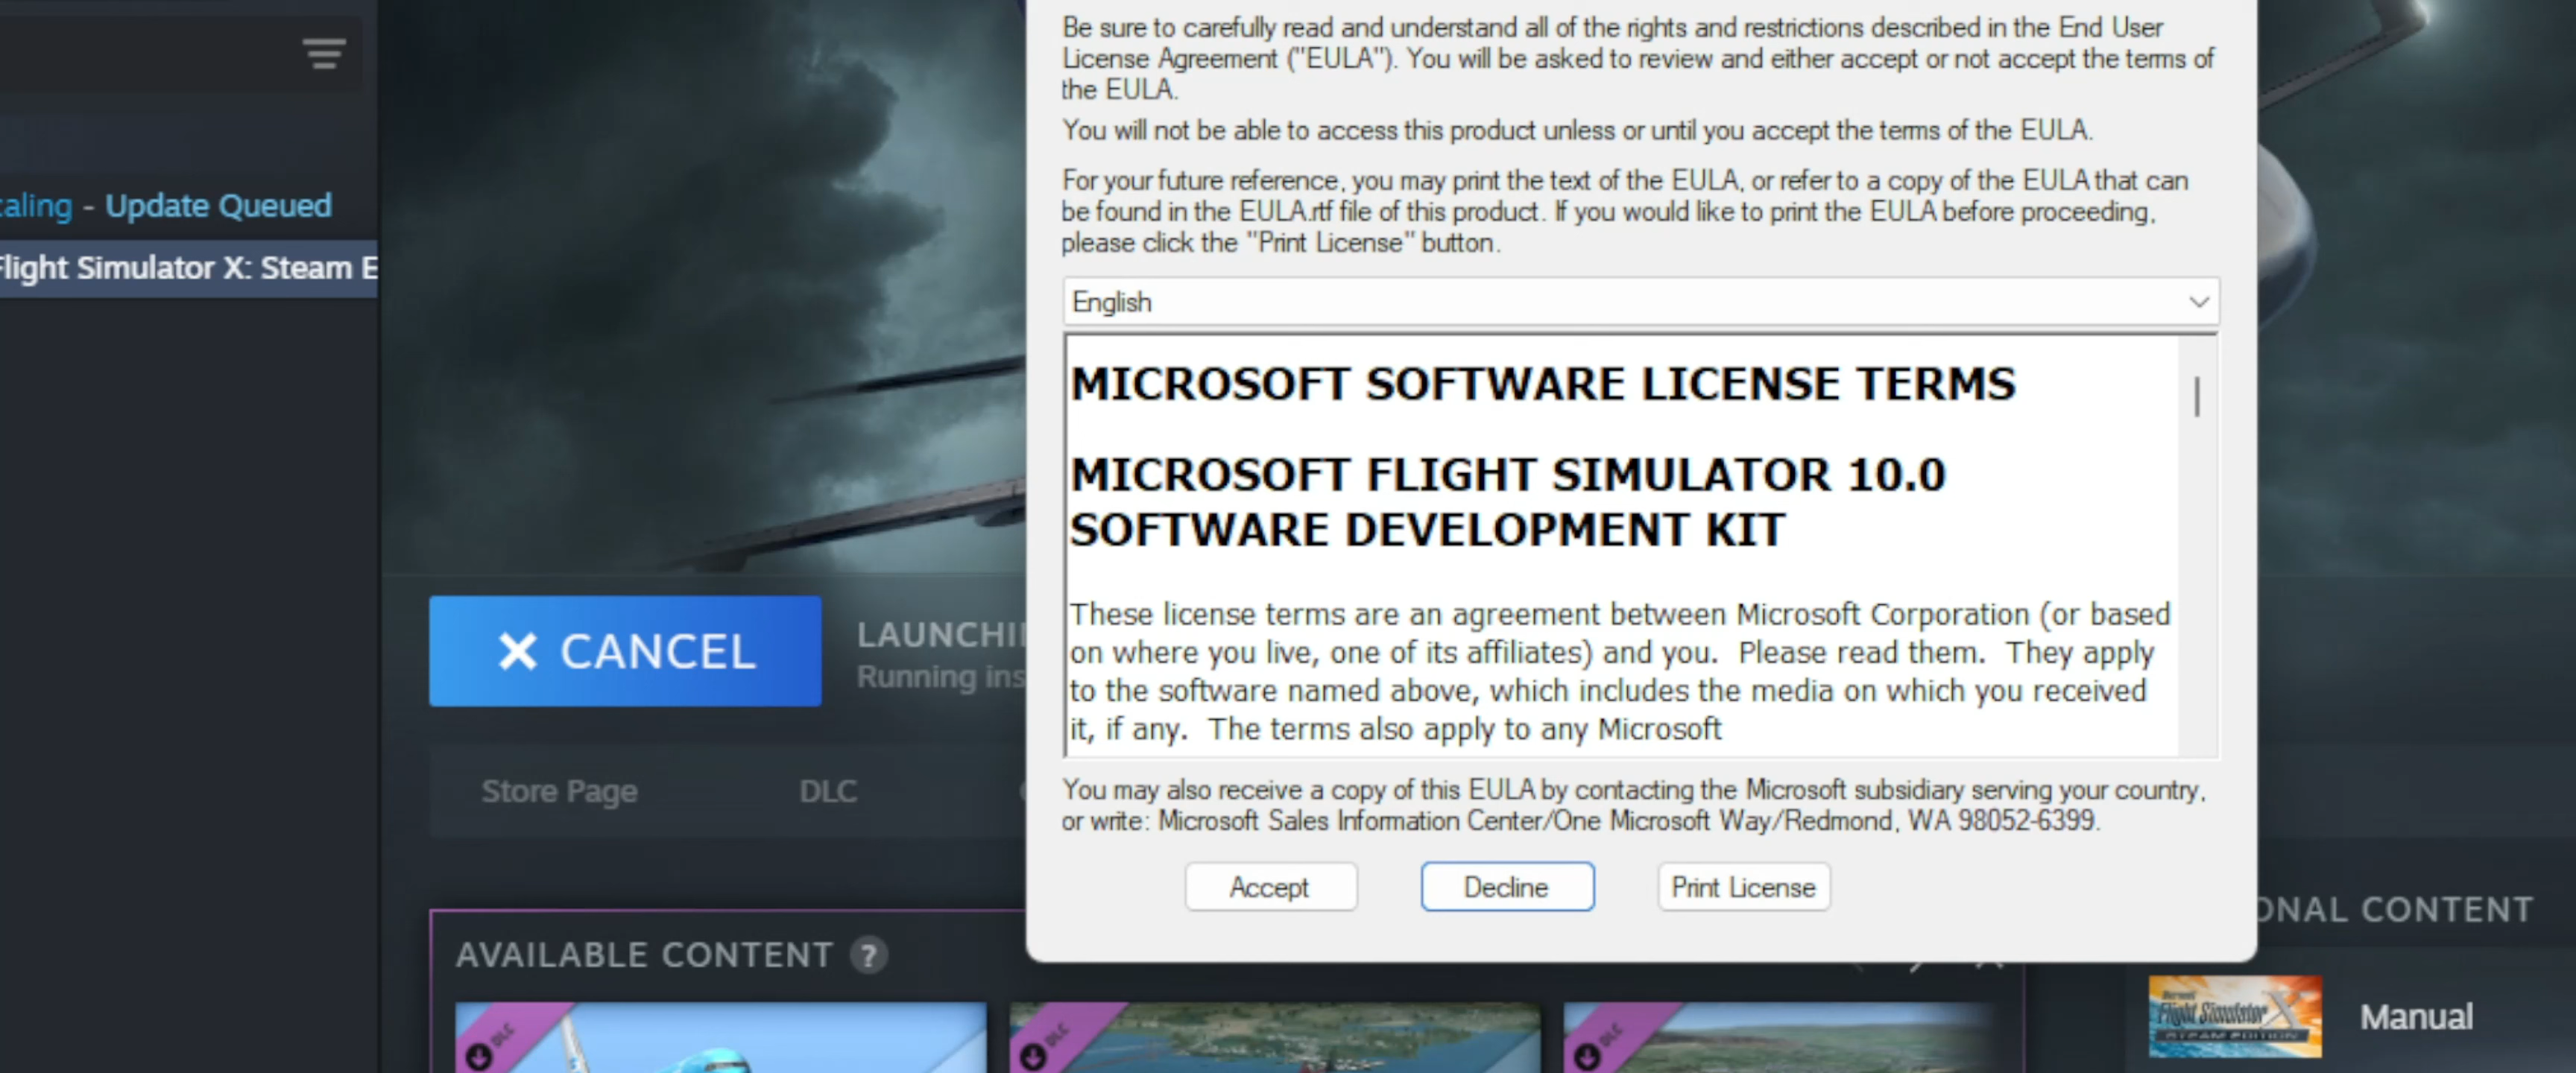 Be sure to carefully read and understand all of the rights and restrictions described in the End User
License Agreement ("EULA"). You will be asked to review and either accept or not accept the terms of
the EULA.
You will not be able to access this product unless or until you accept the terms of the EULA.
For your future reference, you may print the text of the EULA, or refer to a copy of the EULA that can
be found in the EULA.rtf file of this product. If you would like to print the EULA before proceeding,
please click the "Print License" button.
English
MICROSOFT SOFTWARE LICENSE TERMS
MICROSOFT FLIGHT SIMULATOR 10.0
SOFTWARE DEVELOPMENT KIT
These license terms are an agreement between Microsoft Corporation (or based
on where you live, one of its affiliates) and you.  Please read them.  They apply
to the software named above, which includes the media on which you received
it, if any.  The terms also apply to any Microsoft
You may also receive a copy of this EULA by contacting the Microsoft subsidiary serving your country,
or write: Microsoft Sales Information Center/One Microsoft Way/Redmond, WA 98052-6399.
Accept
Decline
Print License
caling - Update Queued
Flight Simulator X: Steam E
CANCEL
LAUNCHI
Running ins
Store Page
DLC
AVAILABLE CONTENT ?
DLC
DLC
DLC
ONAL CONTENT
Flight Simulator X
STEAM EDITION
Manual